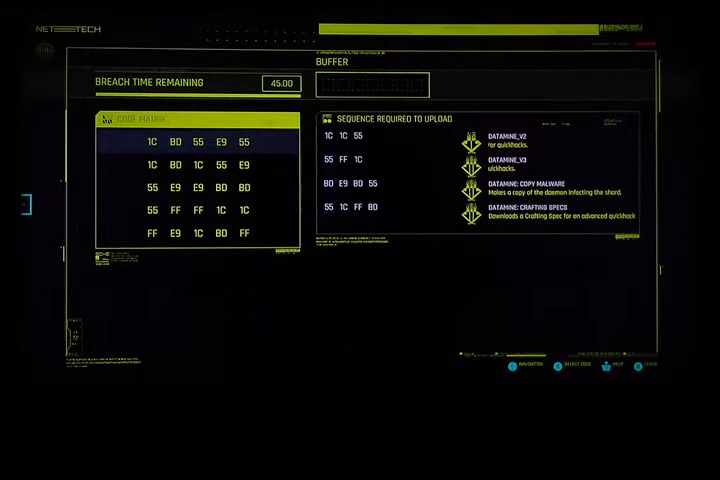 NET TECH
BUFFER
BREACH TIME REMAINING
45.00
CODE MATRIX
1C BD 55 E9 55
1C BD 1C 55 E9
55 E9 E9 BD BD
55 FF FF 1C 1C
FF E9 1C BD FF
SEQUENCE REQUIRED TO UPLOAD
1C 1C 55
DATAMINE_V2
for quickhacks.
55 FF 1C
DATAMINE_V3
uickhacks.
BD E9 BD 55
DATAMINE: COPY MALWARE
Makes a copy of the daemon infecting the shard.
55 1C FF BD
DATAMINE: CRAFTING SPECS
Downloads a Crafting Spec for an advanced quickhack
NAVIGATION
SELECT CODE
HELP